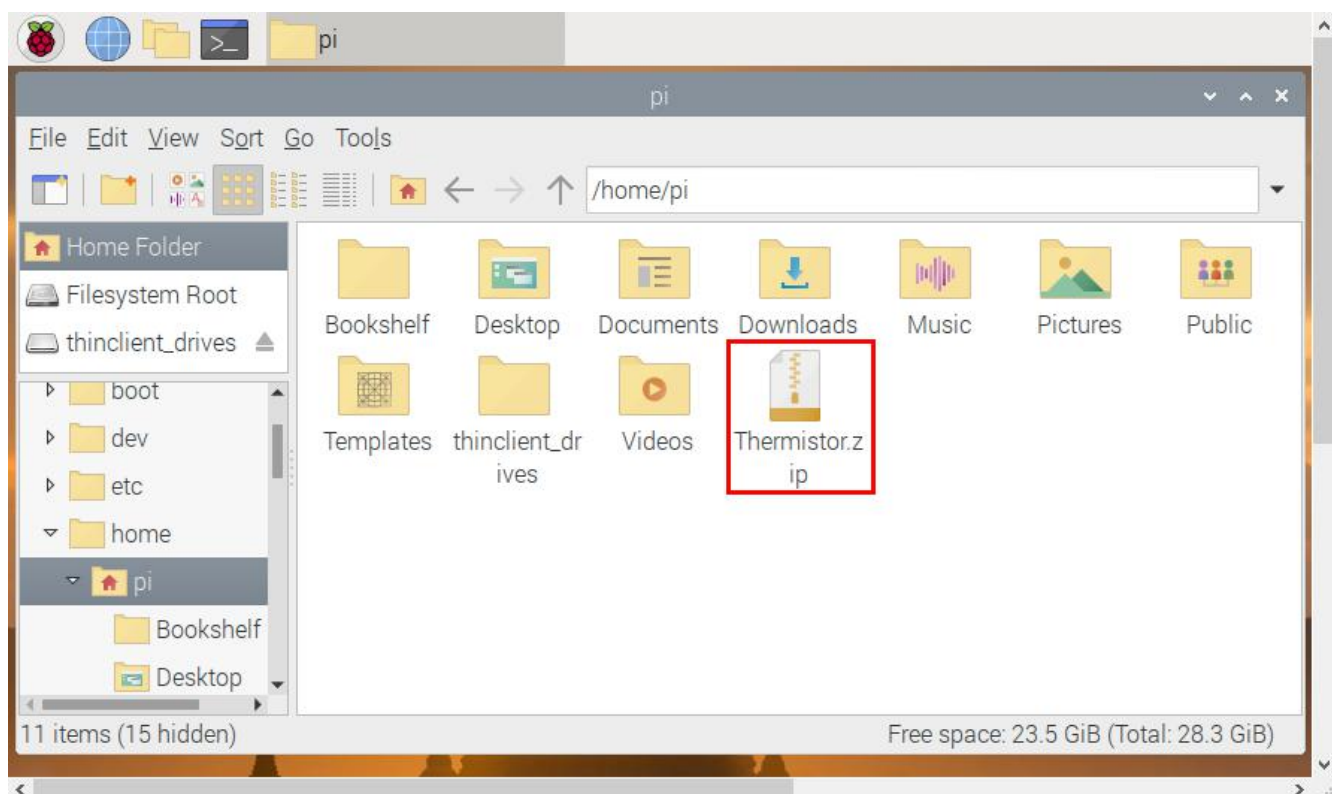 pi
pi
File Edit View Sort Go Tools
/home/pi
Home Folder
Filesystem Root
thinclient_drives
boot
dev
etc
home
pi
Bookshelf
Desktop
Bookshelf Desktop Documents Downloads Music Pictures Public
Templates thinclient_dr Videos Thermistor.z
ives ip
11 items (15 hidden) Free space: 23.5 GiB (Total: 28.3 GiB)